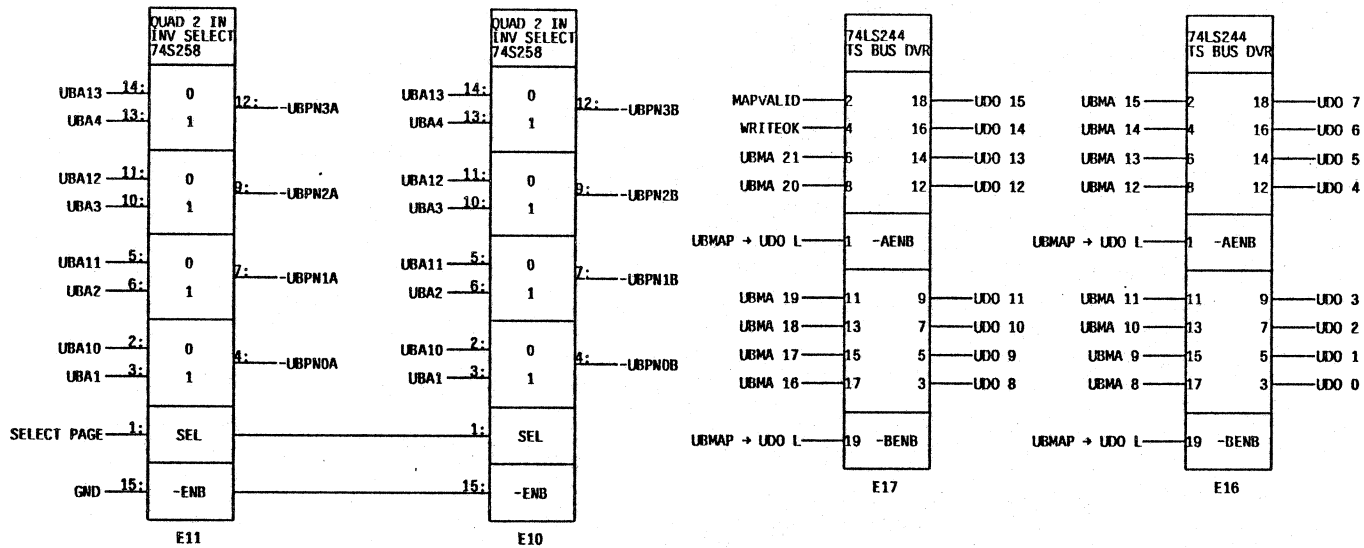 QUAD 2 IN
INV SELECT
74S258
UBA13 14: 0 12: -UBPN3A
UBA4 13: 1
UBA12 11: 0 9: -UBPN2A
UBA3 10: 1
UBA11 5: 0 7: -UBPN1A
UBA2 6: 1
UBA10 2: 0 4: -UBPN0A
UBA1 3: 1
SELECT PAGE 1: SEL
GND 15: -ENB
E11
QUAD 2 IN
INV SELECT
74S258
UBA13 14: 0 12: -UBPN3B
UBA4 13: 1
UBA12 11: 0 9: -UBPN2B
UBA3 10: 1
UBA11 5: 0 7: -UBPN1B
UBA2 6: 1
UBA10 2: 0 4: -UBPN0B
UBA1 3: 1
1: SEL
15: -ENB
E10
74LS244
TS BUS DVR
MAPVALID 2 18 UDO 15
WRITEOK 4 16 UDO 14
UBMA 21 6 14 UDO 13
UBMA 20 8 12 UDO 12
UBMAP → UDO L 1 -AENB
UBMA 19 11 9 UDO 11
UBMA 18 13 7 UDO 10
UBMA 17 15 5 UDO 9
UBMA 16 17 3 UDO 8
UBMAP → UDO L 19 -BENB
E17
74LS244
TS BUS DVR
UBMA 15 2 18 UDO 7
UBMA 14 4 16 UDO 6
UBMA 13 6 14 UDO 5
UBMA 12 8 12 UDO 4
UBMAP → UDO L 1 -AENB
UBMA 11 11 9 UDO 3
UBMA 10 13 7 UDO 2
UBMA 9 15 5 UDO 1
UBMA 8 17 3 UDO 0
UBMAP → UDO L 19 -BENB
E16